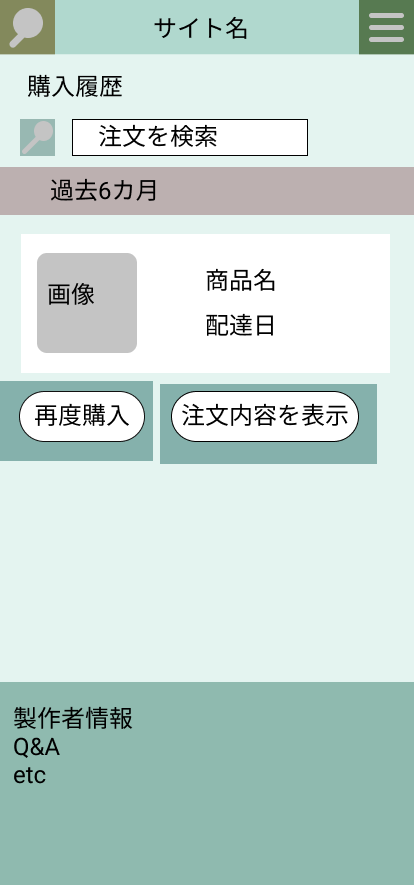 サイト名
購入履歴
注文を検索
過去6カ月
画像
商品名
配達日
再度購入
注文内容を表示
製作者情報
Q&A
etc